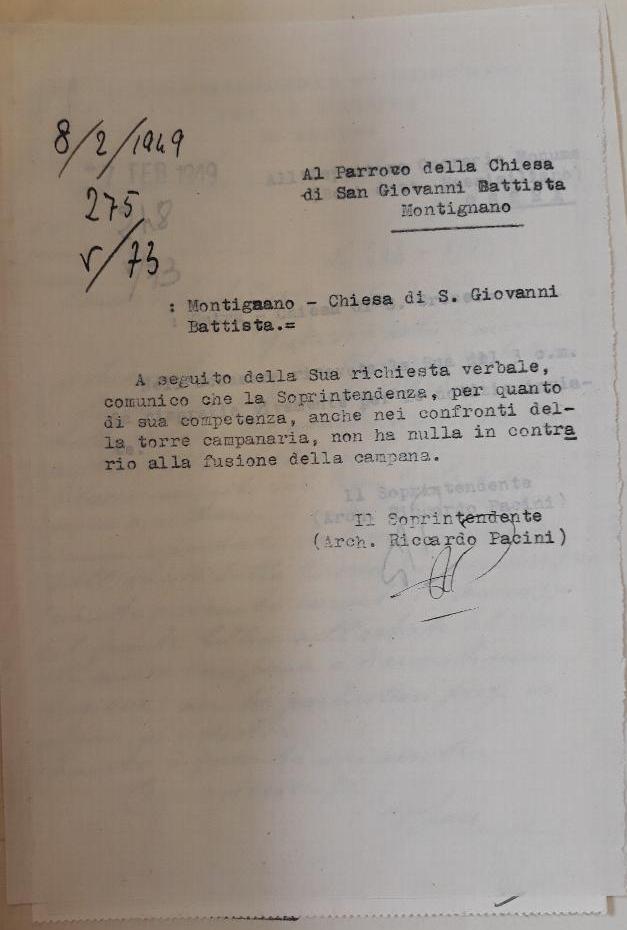 8/2/1949
275
V/73
Al Parroco della Chiesa
di San Giovanni Battista
Montignano
: Montignano - Chiesa di S. Giovanni
Battista.=
A seguito della Sua richiesta verbale,
comunico che la Soprintendenza, per quanto
di sua competenza, anche nei confronti del-
la torre campanaria, non ha nulla in contra
rio alla fusione della campana.
Il Soprintendente
(Arch. Riccardo Pacini)